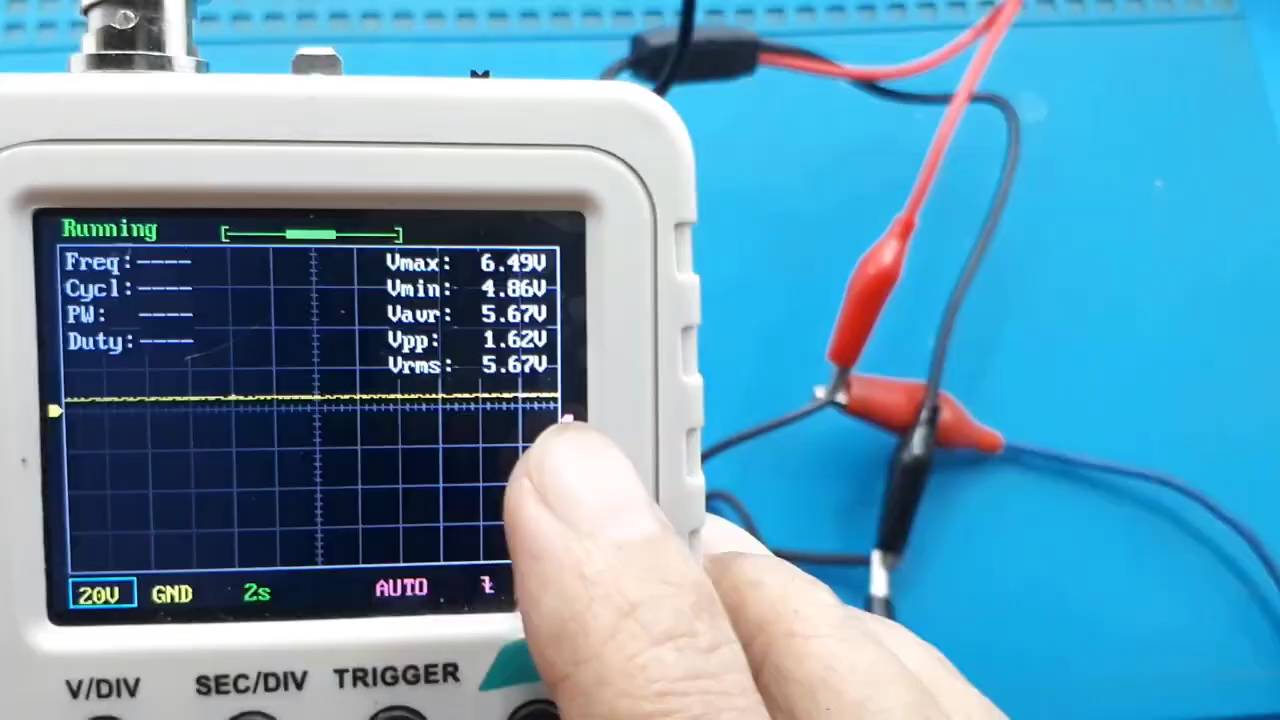 Running
Freq:---- Vmax: 6.49V
Cycl:---- Vmin: 4.86V
PW: ---- Vavr: 5.67V
Duty:---- Vpp: 1.62V
Vrms: 5.67V
20V GND 2s AUTO
V/DIV SEC/DIV TRIGGER